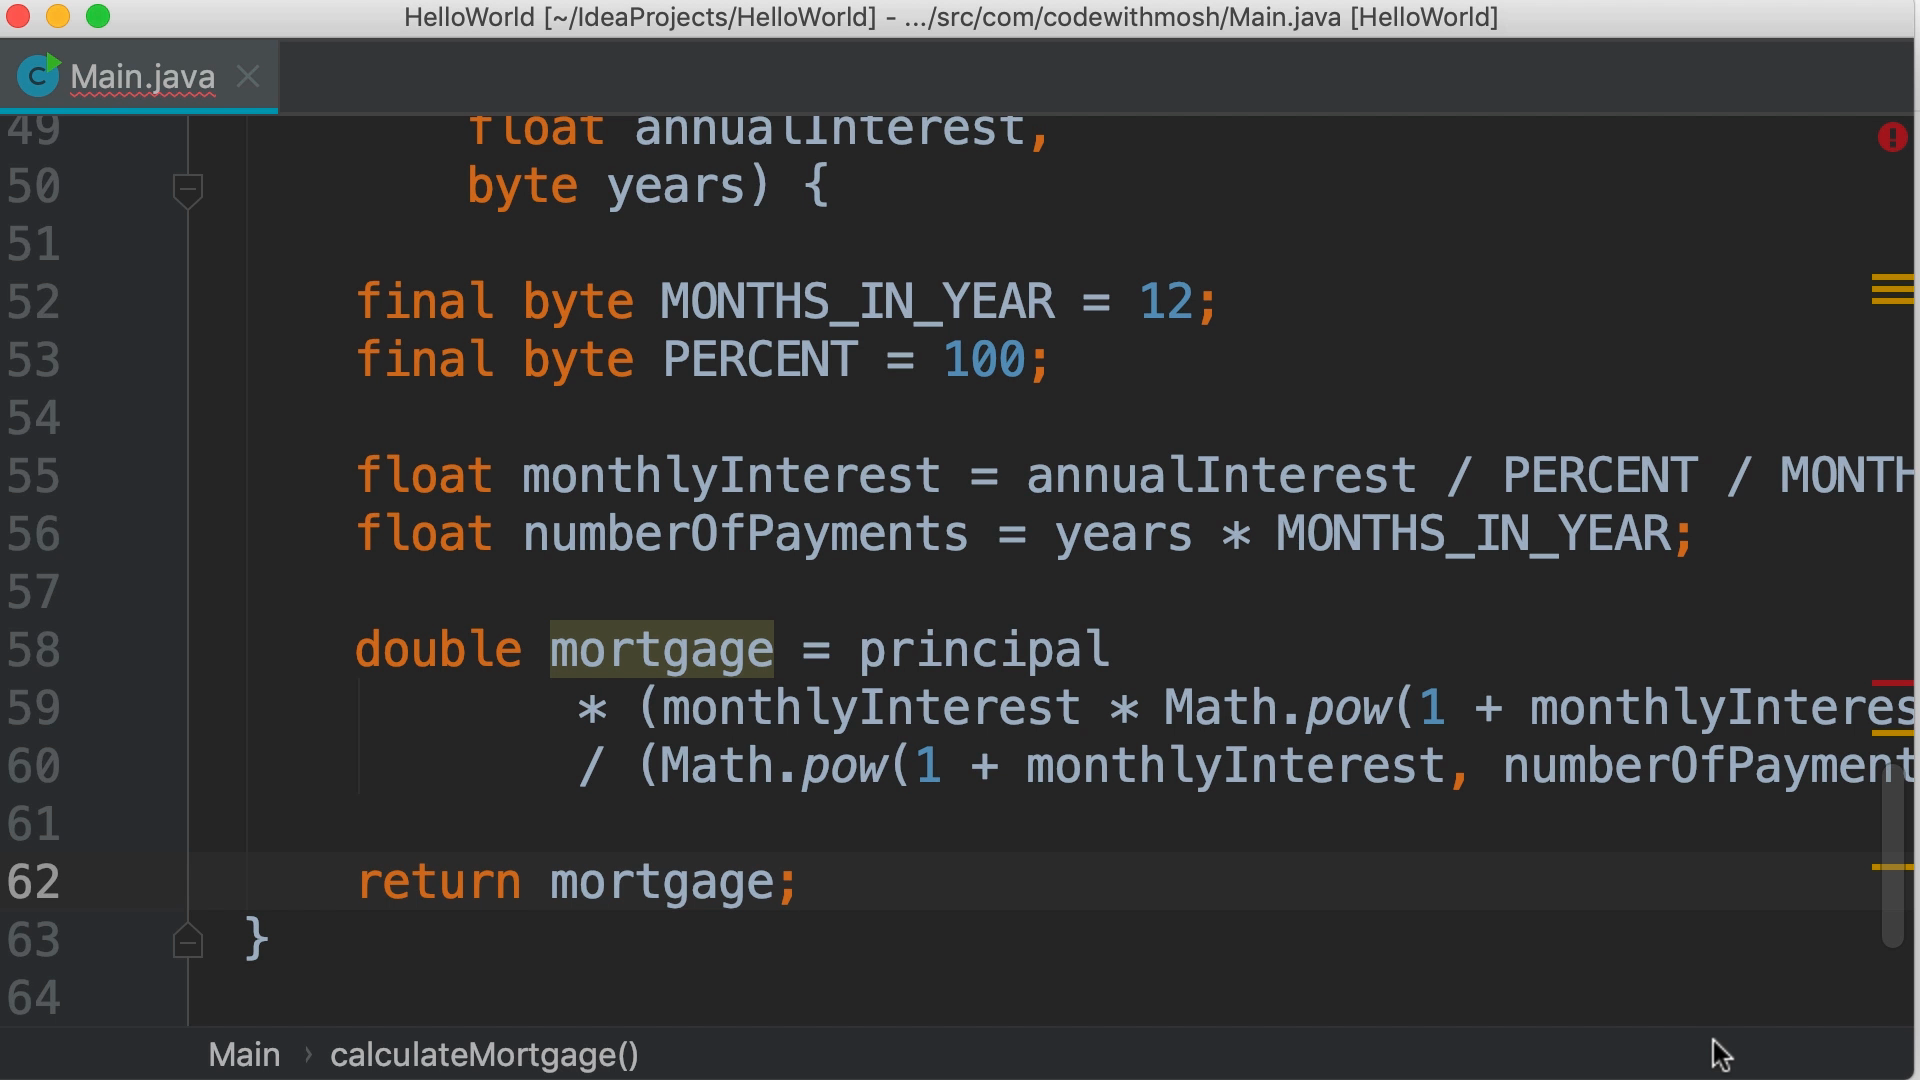 HelloWorld [~/IdeaProjects/HelloWorld] - .../src/com/codewithmosh/Main.java [HelloWorld]
Main.java
49 float annualInterest,
50 byte years) {
51
52 final byte MONTHS_IN_YEAR = 12;
53 final byte PERCENT = 100;
54
55 float monthlyInterest = annualInterest / PERCENT / MONTH
56 float numberOfPayments = years * MONTHS_IN_YEAR;
57
58 double mortgage = principal
59 * (monthlyInterest * Math.pow(1 + monthlyInteres
60 / (Math.pow(1 + monthlyInterest, numberOfPayment
61
62 return mortgage;
63 }
64
Main › calculateMortgage()